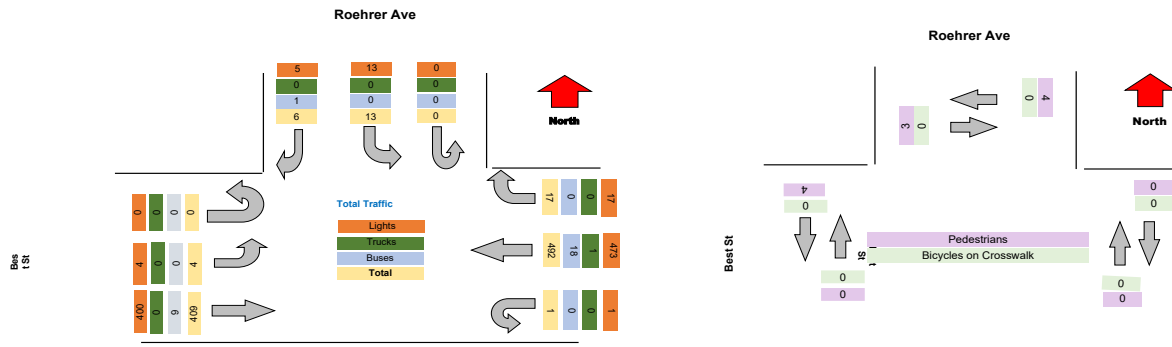 Roehrer Ave
5 13 0
0 0 0
1 0 0
6 13 0
North
0 0 0 0
4 0 0 4
400 0 9 409
Bes
t St
Total Traffic
Lights
Trucks
Buses
Total
17 0 0 17
492 18 1 473
1 0 0 1
Roehrer Ave
0 4
3 0
North
4
0
0
0
Best St
Pedestrians
Bicycles on Crosswalk
St
0
0
0
0